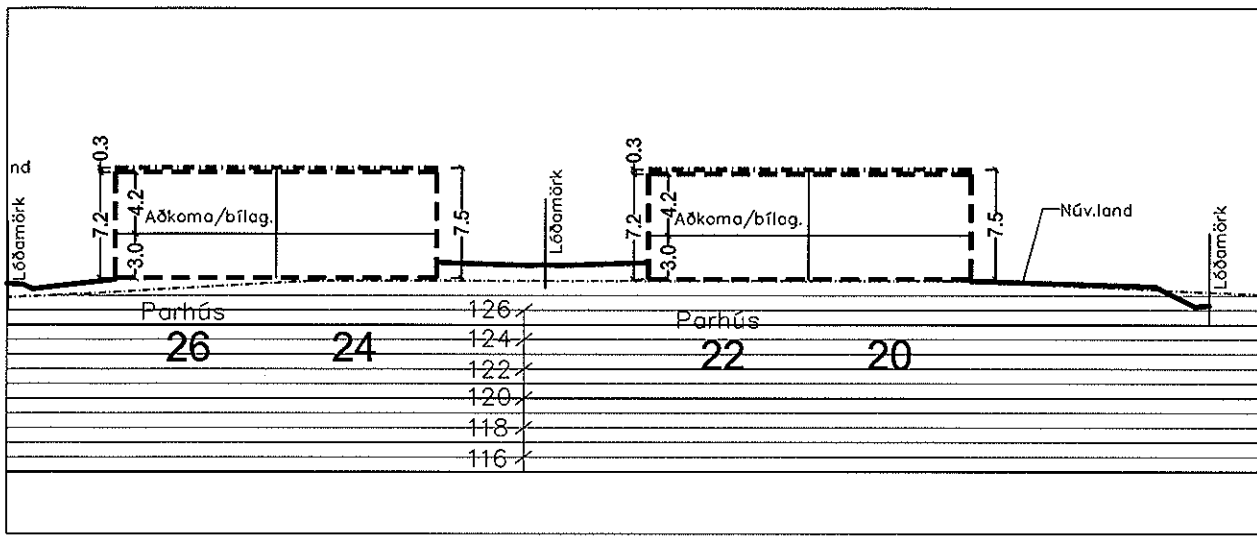 nd
Lóðamörk
0.3
7.2
4.2
3.0
Aðkoma/bílag.
7.5
Lóðamörk
0.3
7.2
4.2
3.0
Aðkoma/bílag.
7.5
Núv.land
Lóðamörk
Parhús
26 24
Parhús
22 20
126
124
122
120
118
116